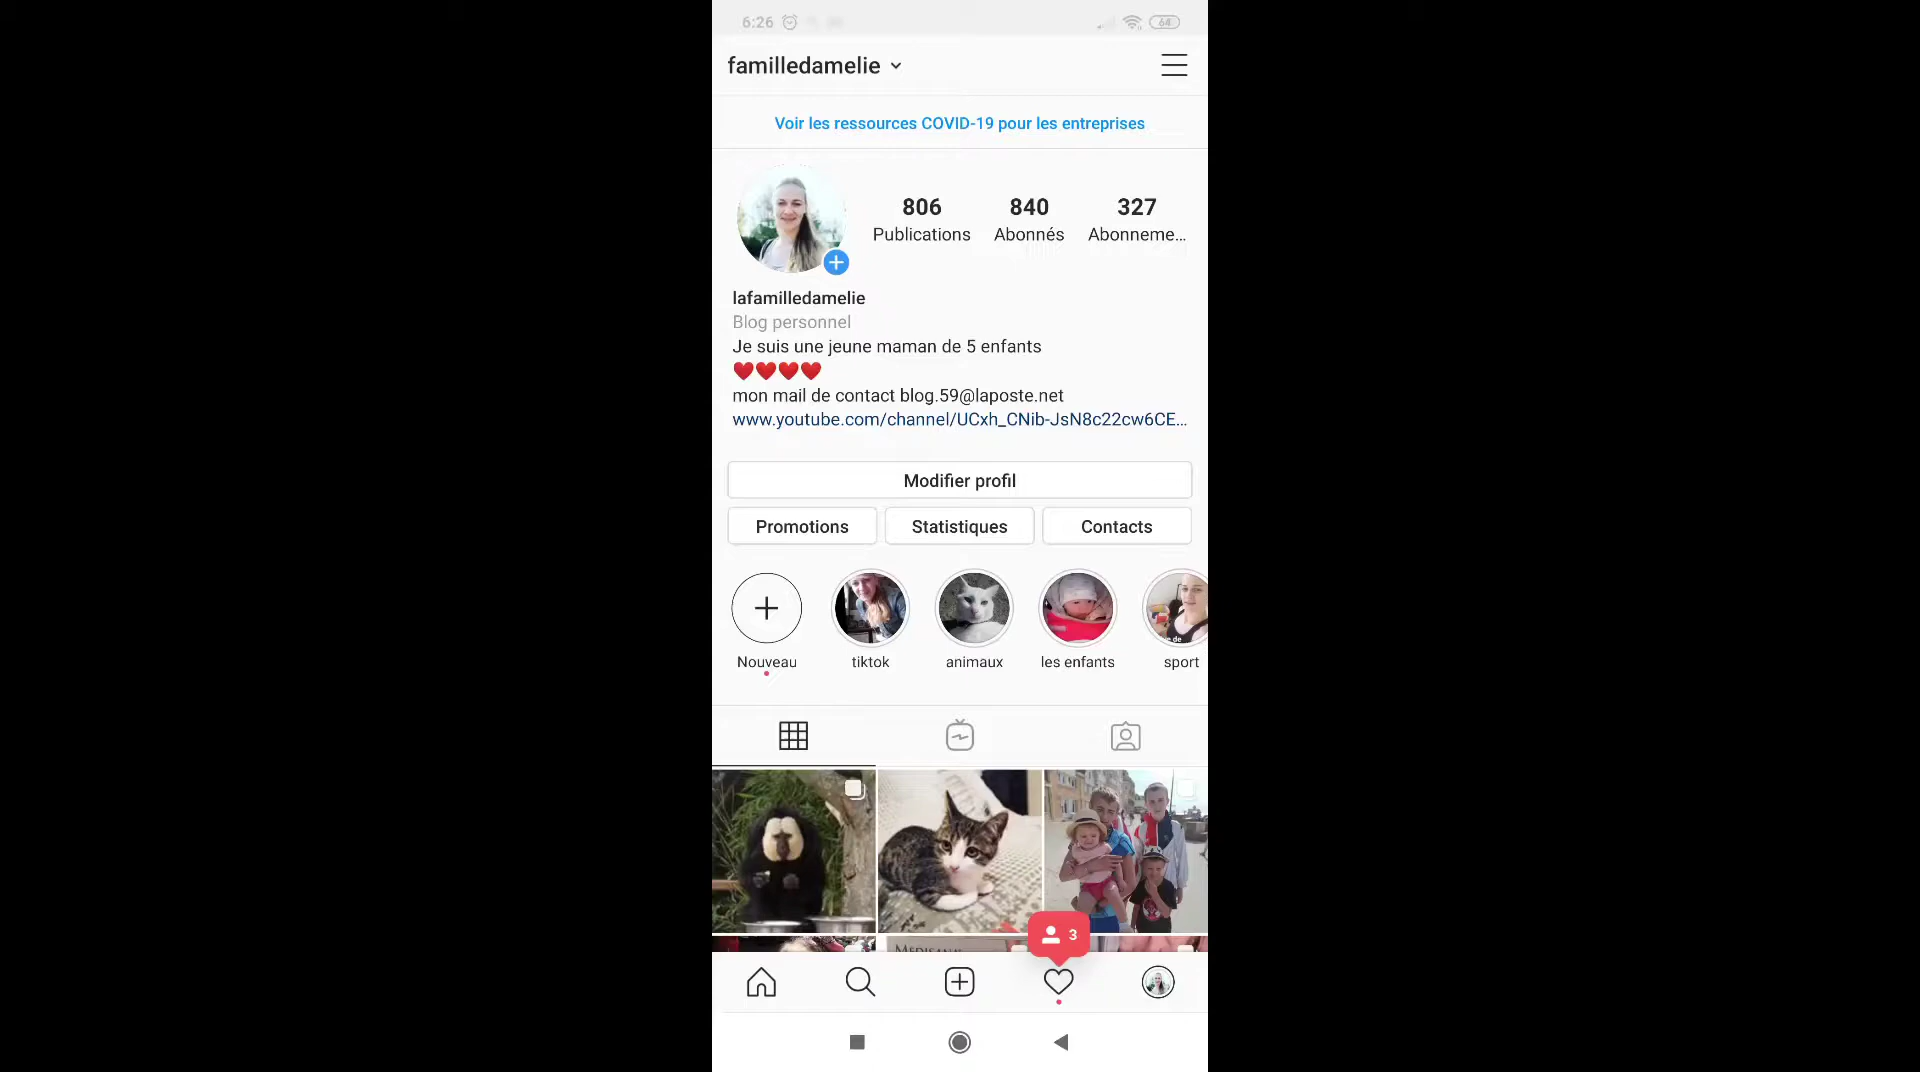 6:26
64
famillledamelie
Voir les ressources COVID-19 pour les entreprises
806 840 327
Publications Abonnés Abonneme...
lafamilledamelie
Blog personnel
Je suis une jeune maman de 5 enfants
❤️❤️❤️❤️
mon mail de contact blog.59@laposte.net
www.youtube.com/channel/UCxh_CNib-JsN8c22cw6CE...
Modifier profil
Promotions Statistiques Contacts
Nouveau tiktok animaux les enfants sport
3